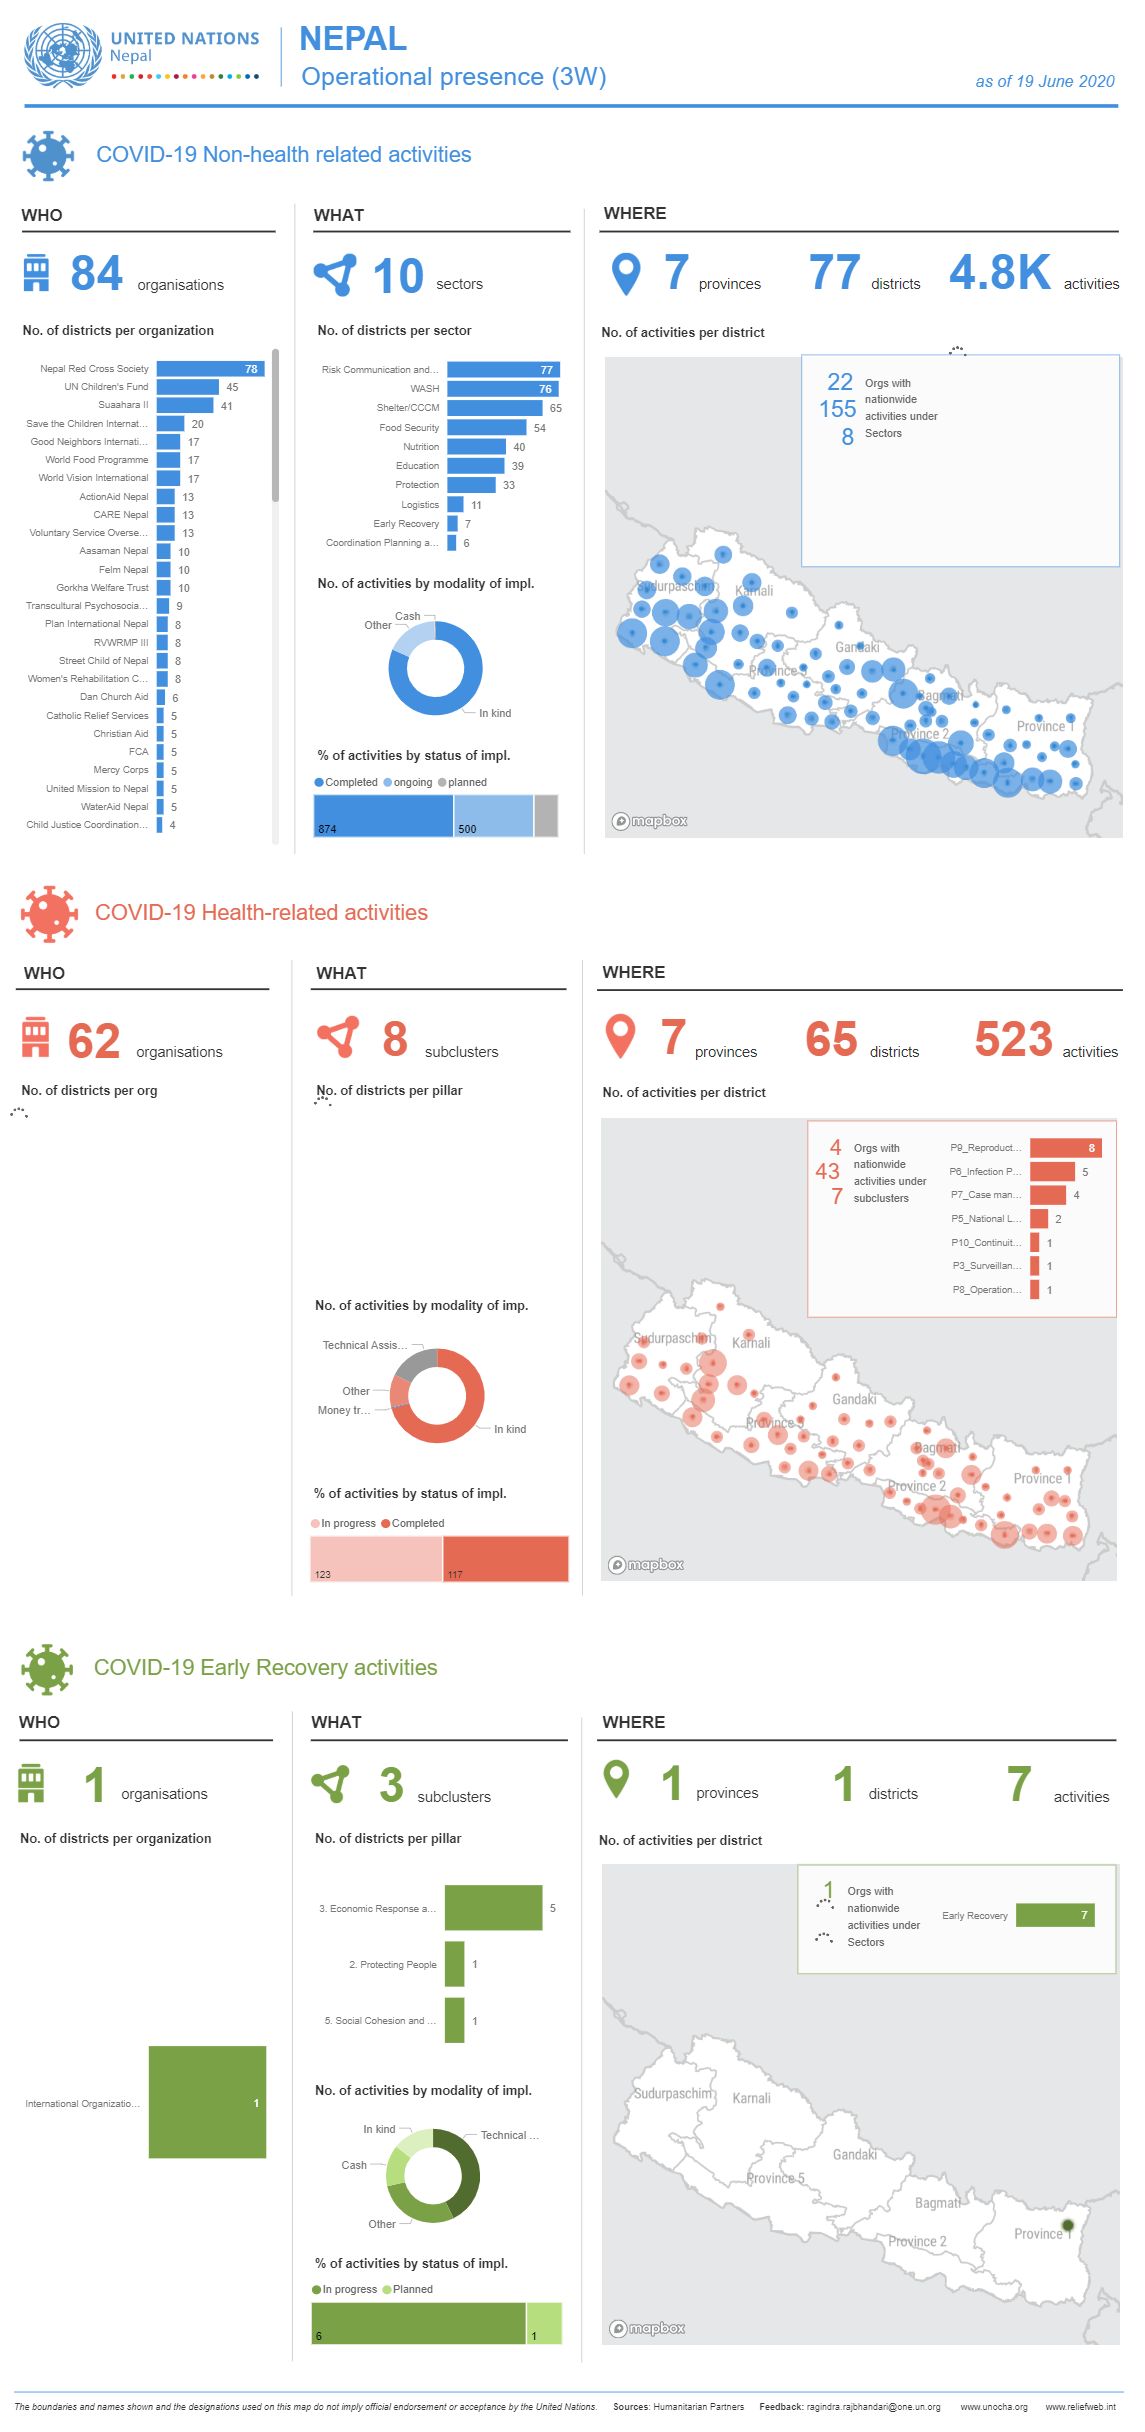 UNITED NATIONS
Nepal
NEPAL
Operational presence (3W)
as of 19 June 2020
COVID-19 Non-health related activities
WHO
84 organisations
No. of districts per organization
Nepal Red Cross Society 78
UN Children's Fund 45
Suaahara II 41
Save the Children Internat... 20
Good Neighbors Internati... 17
World Food Programme 17
World Vision International 17
ActionAid Nepal 13
CARE Nepal 13
Voluntary Service Overse... 13
Aasaman Nepal 10
Felm Nepal 10
Gorkha Welfare Trust 10
Transcultural Psychosocia... 9
Plan International Nepal 8
RVWRMP III 8
Street Child of Nepal 8
Women's Rehabilitation C... 8
Dan Church Aid 6
Catholic Relief Services 5
Christian Aid 5
FCA 5
Mercy Corps 5
United Mission to Nepal 5
WaterAid Nepal 5
Child Justice Coordination... 4
WHAT
10 sectors
No. of districts per sector
Risk Communication and... 77
WASH 76
Shelter/CCCM 65
Food Security 54
Nutrition 40
Education 39
Protection 33
Logistics 11
Early Recovery 7
Coordination Planning a... 6
No. of activities by modality of impl.
Cash
Other
In kind
% of activities by status of impl.
Completed ongoing planned
874 500
WHERE
7 provinces 77 districts 4.8K activities
No. of activities per district
22 Orgs with
nationwide
155 activities under
8 Sectors
Sudurpaschim
Karnali
Gandaki
Province 5
Bagmati
Province 2
Province 1
mapbox
COVID-19 Health-related activities
WHO
62 organisations
No. of districts per org
WHAT
8 subclusters
No. of districts per pillar
No. of activities by modality of imp.
Technical Assis...
Other
Money tr...
In kind
% of activities by status of impl.
In progress Completed
123 117
WHERE
7 provinces 65 districts 523 activities
No. of activities per district
4 Orgs with
nationwide
43 activities under
7 subclusters
P9_Reproduct... 8
P6_Infection P... 5
P7_Case man... 4
P5_National L... 2
P10_Continuit... 1
P3_Surveillan... 1
P8_Operation... 1
Sudurpaschim
Karnali
Gandaki
Province 5
Bagmati
Province 2
Province 1
mapbox
COVID-19 Early Recovery activities
WHO
1 organisations
No. of districts per organization
International Organizatio... 1
WHAT
3 subclusters
No. of districts per pillar
3. Economic Response a... 5
2. Protecting People 1
5. Social Cohesion and ... 1
No. of activities by modality of impl.
In kind
Technical ...
Cash
Other
% of activities by status of impl.
In progress Planned
6 1
WHERE
1 provinces 1 districts 7 activities
No. of activities per district
1 Orgs with
nationwide
activities under
Sectors
Early Recovery 7
Sudurpaschim
Karnali
Gandaki
Province 5
Bagmati
Province 2
Province 1
mapbox
The boundaries and names shown and the designations used on this map do not imply official endorsement or acceptance by the United Nations. Sources: Humanitarian Partners Feedback: ragindra.rajbhandari@one.un.org www.unocha.org www.reliefweb.int